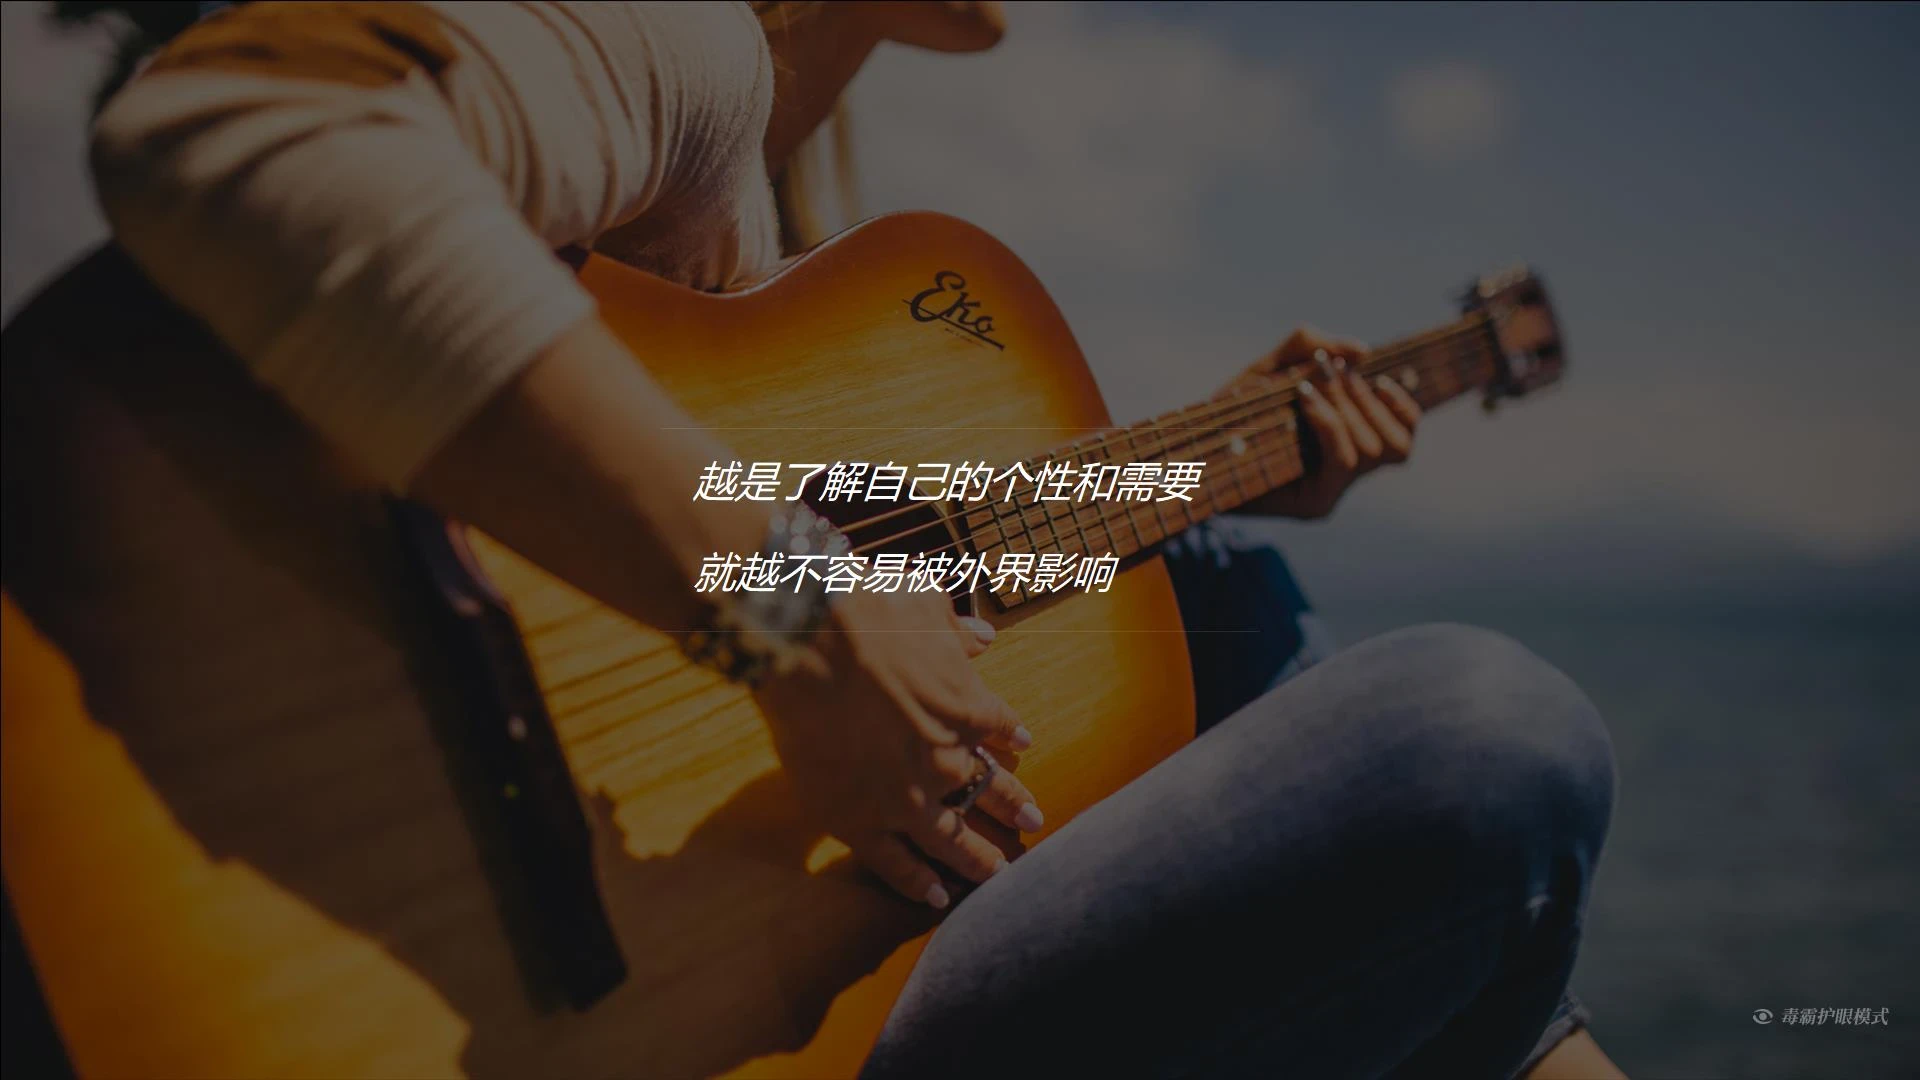 Eko
越是了解自己的个性和需要
就越不容易被外界影响
毒霸护眼模式